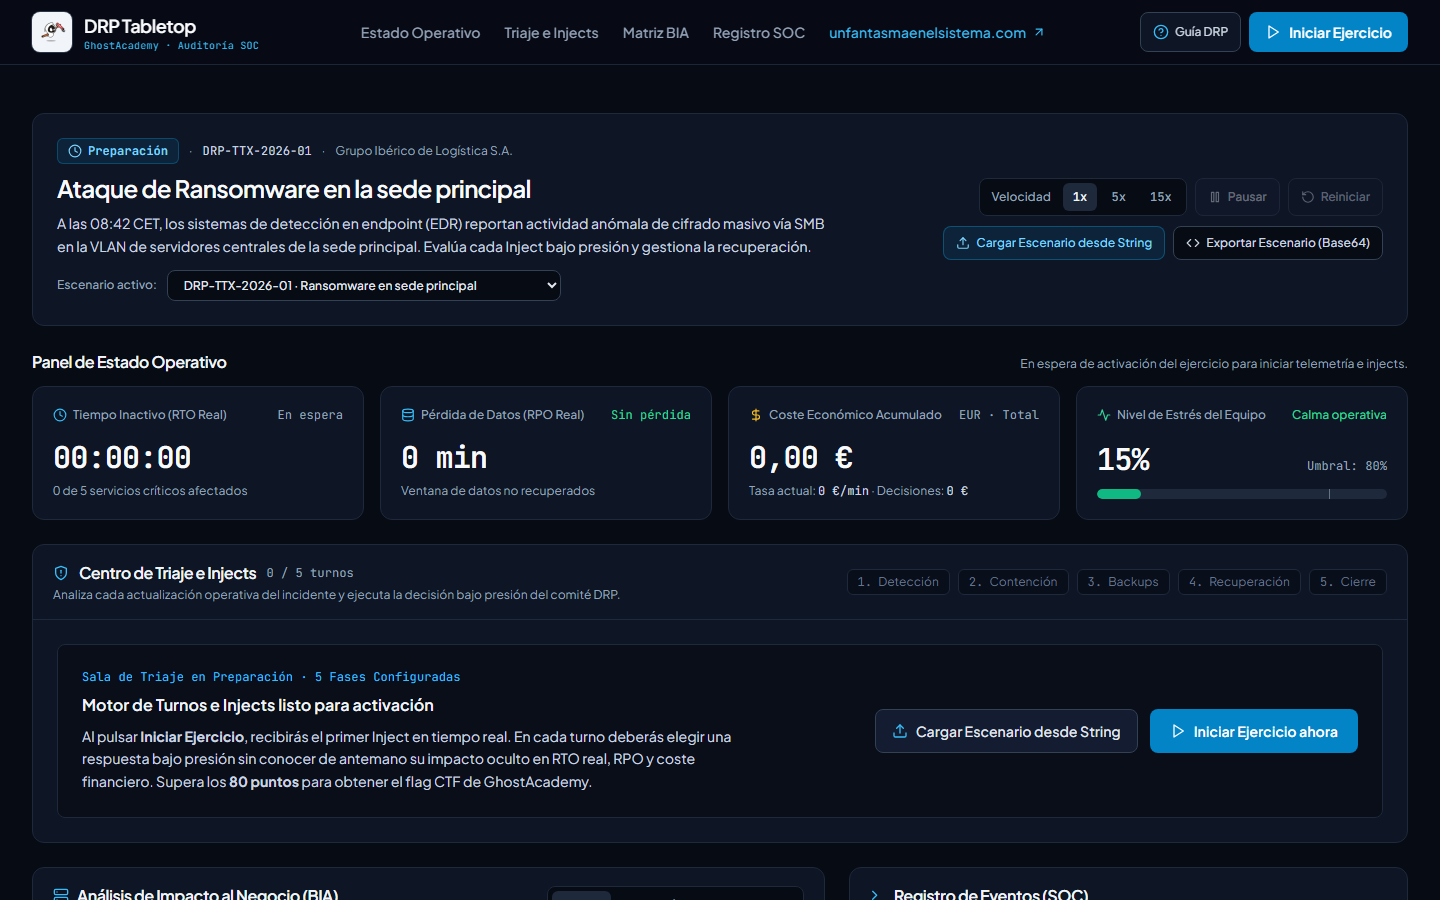 DRP Tabletop
GhostAcademy · Auditoría SOC
Estado Operativo
Triaje e Injects
Matriz BIA
Registro SOC
unfantasmaenelsistema.com
Guía DRP
Iniciar Ejercicio
Preparación · DRP-TTX-2026-01 · Grupo Ibérico de Logística S.A.
Ataque de Ransomware en la sede principal
A las 08:42 CET, los sistemas de detección en endpoint (EDR) reportan actividad anómala de cifrado masivo vía SMB
en la VLAN de servidores centrales de la sede principal. Evalúa cada Inject bajo presión y gestiona la recuperación.
Escenario activo: DRP-TTX-2026-01 · Ransomware en sede principal
Velocidad 1x 5x 15x
Pausar
Reiniciar
Cargar Escenario desde String
Exportar Escenario (Base64)
Panel de Estado Operativo
En espera de activación del ejercicio para iniciar telemetría e injects.
Tiempo Inactivo (RTO Real) En espera
00:00:00
0 de 5 servicios críticos afectados
Pérdida de Datos (RPO Real) Sin pérdida
0 min
Ventana de datos no recuperados
Coste Económico Acumulado EUR · Total
0,00 €
Tasa actual: 0 €/min · Decisiones: 0 €
Nivel de Estrés del Equipo Calma operativa
15% Umbral: 80%
Centro de Triaje e Injects 0 / 5 turnos
Analiza cada actualización operativa del incidente y ejecuta la decisión bajo presión del comité DRP.
1. Detección
2. Contención
3. Backups
4. Recuperación
5. Cierre
Sala de Triaje en Preparación · 5 Fases Configuradas
Motor de Turnos e Injects listo para activación
Al pulsar Iniciar Ejercicio, recibirás el primer Inject en tiempo real. En cada turno deberás elegir una
respuesta bajo presión sin conocer de antemano su impacto oculto en RTO real, RPO y coste
financiero. Supera los 80 puntos para obtener el flag CTF de GhostAcademy.
Cargar Escenario desde String
Iniciar Ejercicio ahora
Análisis de Impacto al Negocio (BIA)
Registro de Eventos (SOC)